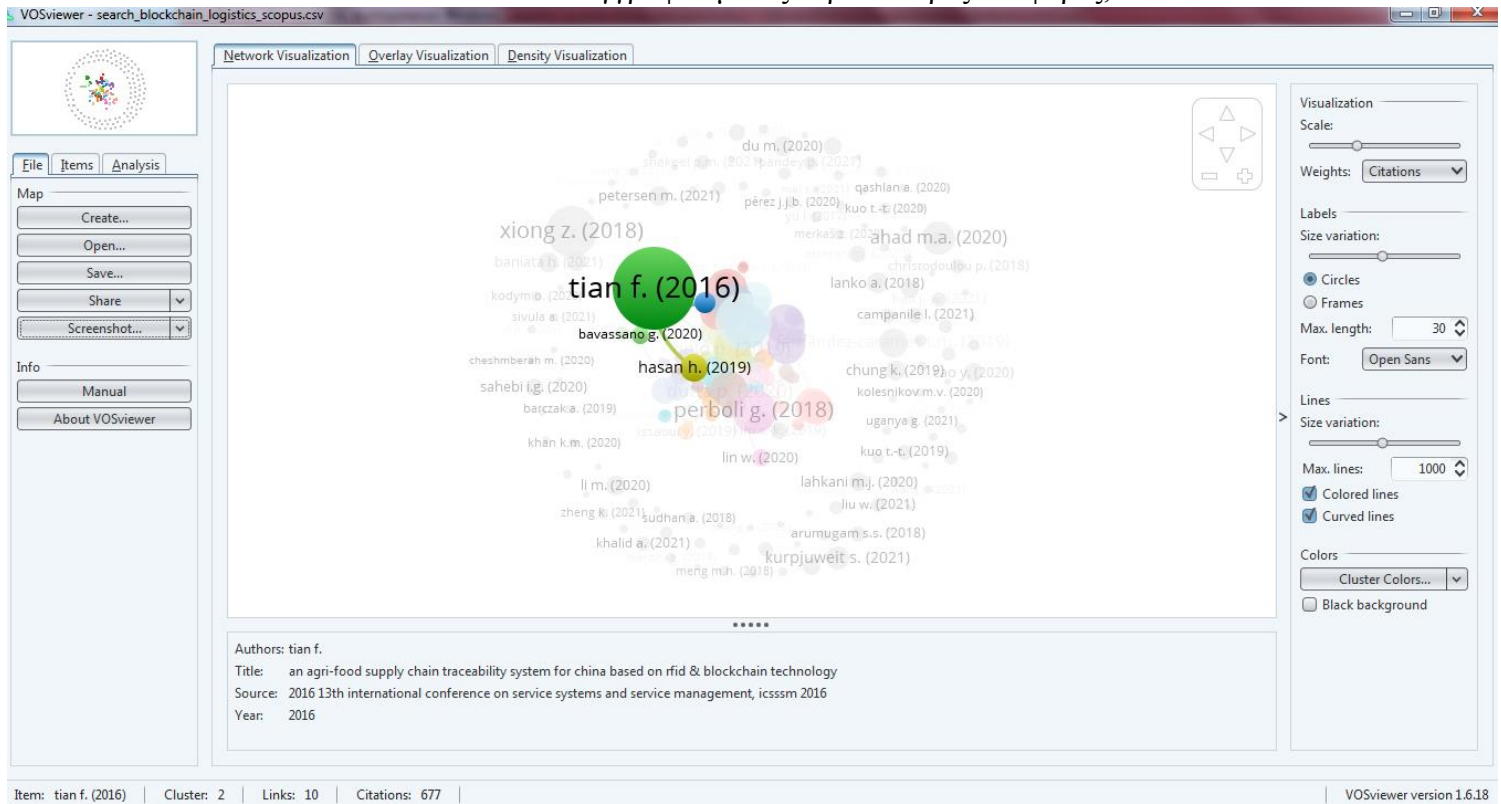 VOSviewer - search_blockchain_logistics_scopus.csv
Network Visualization Overlay Visualization Density Visualization
File Items Analysis
Map
Create...
Open...
Save...
Share
Screenshot...
Info
Manual
About VOSviewer
du m. (2020)
petersen m. (2021)
pérez j.j.b. (2020)
qashlan a. (2020)
kuo t.-t. (2020)
xiong z. (2018)
ahad m.a. (2020)
baniata h. (2021)
christodoulou p. (2018)
tian f. (2016)
lanko a. (2018)
sivula a. (2021)
campanile l. (2021)
bavassano g. (2020)
cheshmberah m. (2020)
hasan h. (2019)
chung k. (2019)
sahebi i.g. (2020)
kolesnikov m.v. (2020)
barczak a. (2019)
perboli g. (2018)
uganya g. (2021)
khan k.m. (2020)
lin w. (2020)
kuo t.-t. (2019)
li m. (2020)
lahkani m.j. (2020)
zheng k. (2021)
sudhan a. (2018)
liu w. (2021)
khalid a. (2021)
arumugam s.s. (2018)
kurpjuweit s. (2021)
meng m.h. (2018)
Visualization
Scale:
Weights: Citations
Labels
Size variation:
Circles
Frames
Max. length: 30
Font: Open Sans
Lines
Size variation:
Max. lines: 1000
Colored lines
Curved lines
Colors
Cluster Colors...
Black background
Authors: tian f.
Title: an agri-food supply chain traceability system for china based on rfid & blockchain technology
Source: 2016 13th international conference on service systems and service management, icsssm 2016
Year: 2016
Item: tian f. (2016) Cluster: 2 Links: 10 Citations: 677 VOSviewer version 1.6.18